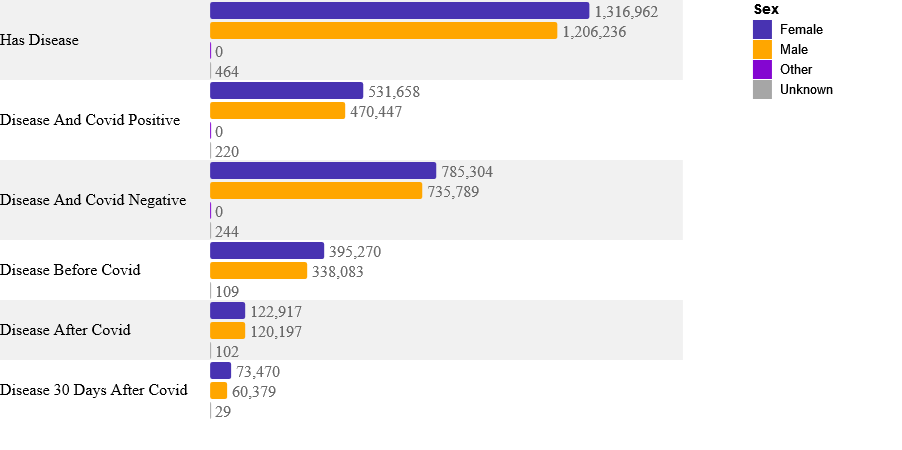 Has Disease
1,316,962
1,206,236
0
464
Disease And Covid Positive
531,658
470,447
0
220
Disease And Covid Negative
785,304
735,789
0
244
Disease Before Covid
395,270
338,083
109
Disease After Covid
122,917
120,197
102
Disease 30 Days After Covid
73,470
60,379
29
Sex
Female
Male
Other
Unknown